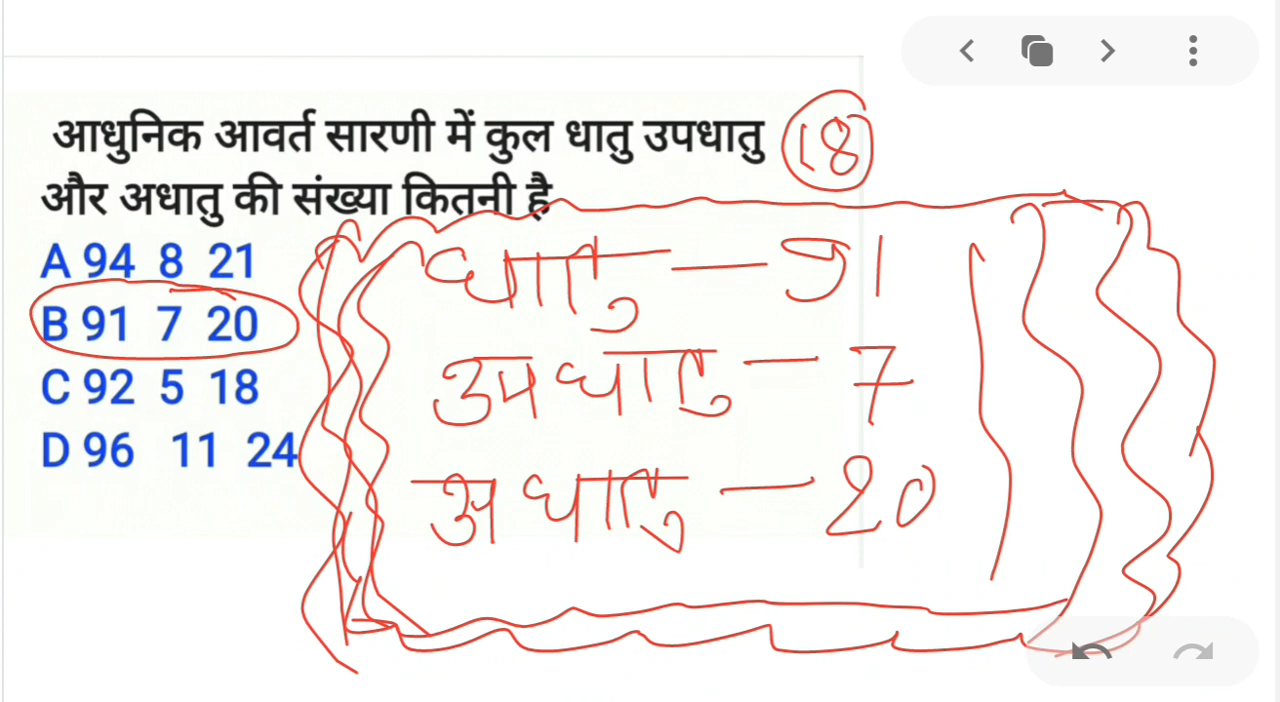 आधुनिक आवर्त सारणी में कुल धातु उपधातु
और अधातु की संख्या कितनी है
18
A 94 8 21
B 91 7 20
C 92 5 18
D 96 11 24
धातु — 91
उपधातु — 7
अधातु — 20